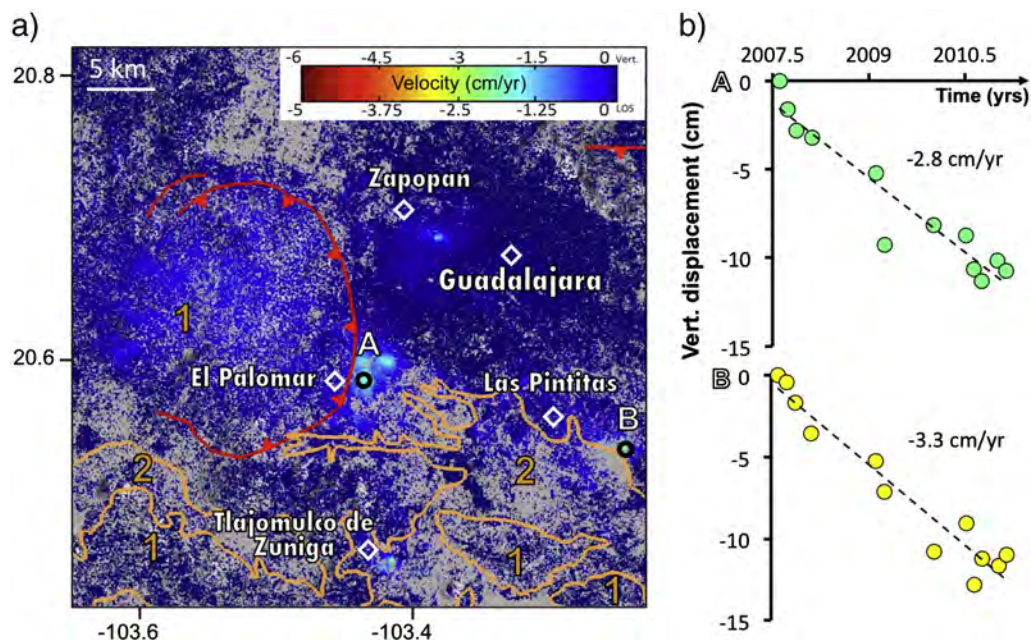 a)
20.8
5 km
-6 -4.5 -3 -1.5 0 Vert.
Velocity (cm/yr)
-5 -3.75 -2.5 -1.25 0 LOS
Zapopan
Guadalajara
1
A
20.6
El Palomar
Las Pintitas
B
2
2
Tlajomulko de
Zuniga
1
1
1
-103.6
-103.4
b)
2007.5 2009 2010.5
A
0
Time (yrs)
Vert. displacement (cm)
-2.8 cm/yr
-5
-10
-15
B
0
-3.3 cm/yr
-5
-10
-15